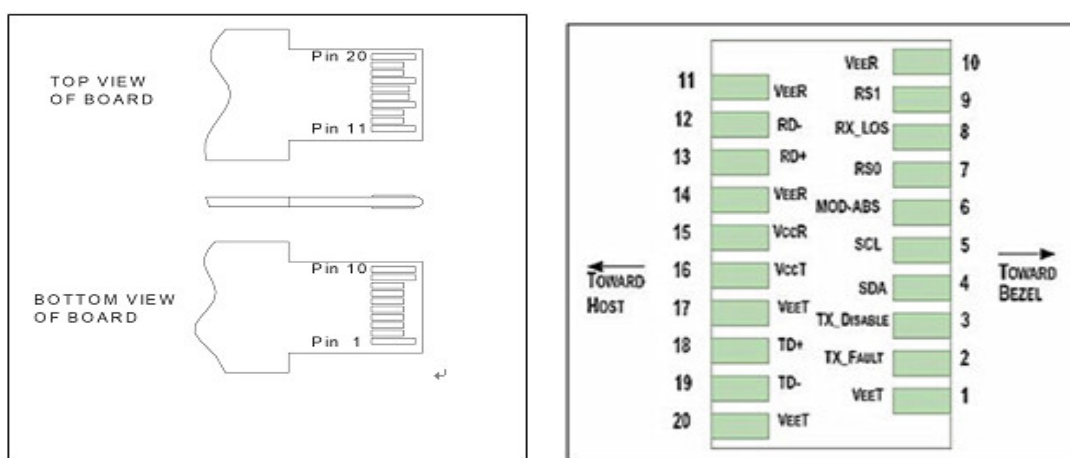 TOP VIEW
OF BOARD
Pin 20
Pin 11
BOTTOM VIEW
OF BOARD
Pin 10
Pin 1
↵
11 VEER
12 RD-
13 RD+
14 VEER
15 VCCR
16 VCCT
17 VEET
18 TD+
19 TD-
20 VEET
TOWARD
HOST
VEER 10
RS1 9
RX_LOS 8
RS0 7
MOD-ABS 6
SCL 5
SDA 4
TX_DISABLE 3
TX_FAULT 2
VEET 1
TOWARD
BEZEL